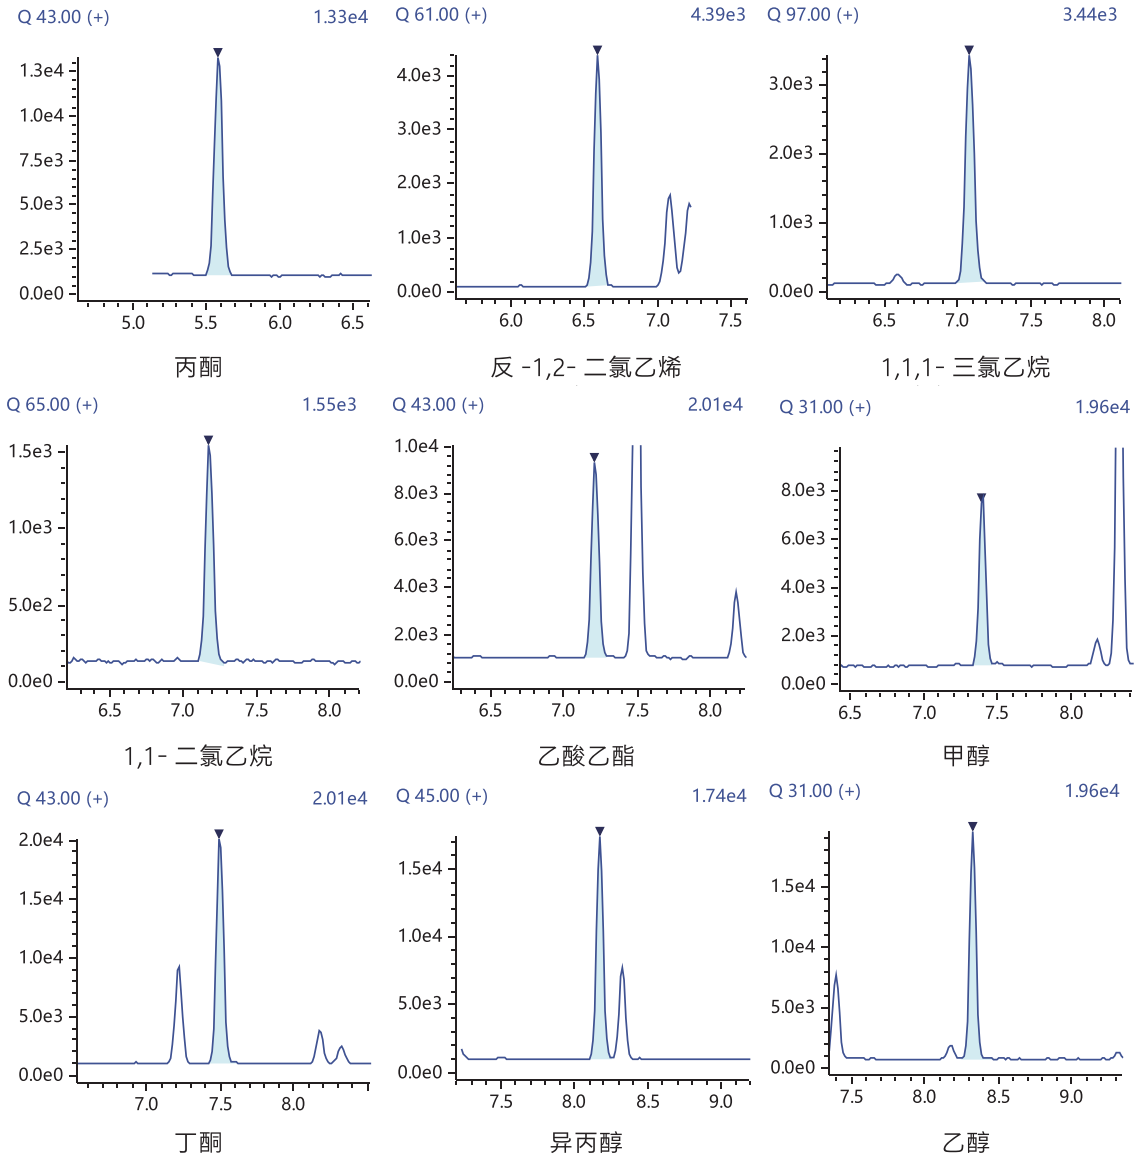 Q 43.00 (+) 1.33e4
1.3e4
1.0e4
7.5e3
5.0e3
2.5e3
0.0e0
5.0 5.5 6.0 6.5
丙酮
Q 61.00 (+) 4.39e3
4.0e3
3.0e3
2.0e3
1.0e3
0.0e0
6.0 6.5 7.0 7.5
反 -1,2- 二氯乙烯
Q 97.00 (+) 3.44e3
3.0e3
2.0e3
1.0e3
0.0e0
6.5 7.0 7.5 8.0
1,1,1- 三氯乙烷
Q 65.00 (+) 1.55e3
1.5e3
1.0e3
5.0e2
0.0e0
6.5 7.0 7.5 8.0
1,1- 二氯乙烷
Q 43.00 (+) 2.01e4
1.0e4
8.0e3
6.0e3
4.0e3
2.0e3
0.0e0
6.5 7.0 7.5 8.0
乙酸乙酯
Q 31.00 (+) 1.96e4
8.0e3
6.0e3
4.0e3
2.0e3
0.0e0
6.5 7.0 7.5 8.0
甲醇
Q 43.00 (+) 2.01e4
2.0e4
1.5e4
1.0e4
5.0e3
0.0e0
7.0 7.5 8.0
丁酮
Q 45.00 (+) 1.74e4
1.5e4
1.0e4
5.0e3
0.0e0
7.5 8.0 8.5 9.0
异丙醇
Q 31.00 (+) 1.96e4
1.5e4
1.0e4
5.0e3
0.0e0
7.5 8.0 8.5 9.0
乙醇